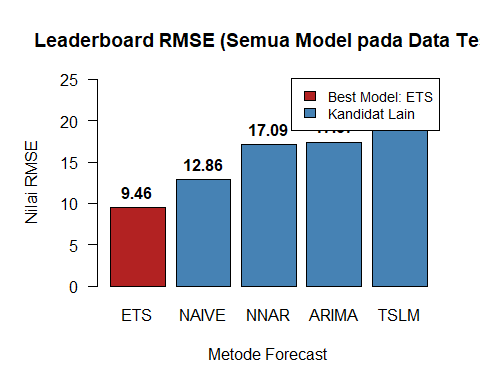 Leaderboard RMSE (Semua Model pada Data Te
Best Model: ETS
Kandidat Lain
25
20
15
10
5
0
Nilai RMSE
9.46
12.86
17.09
ETS
NAIVE
NNAR
ARIMA
TSLM
Metode Forecast